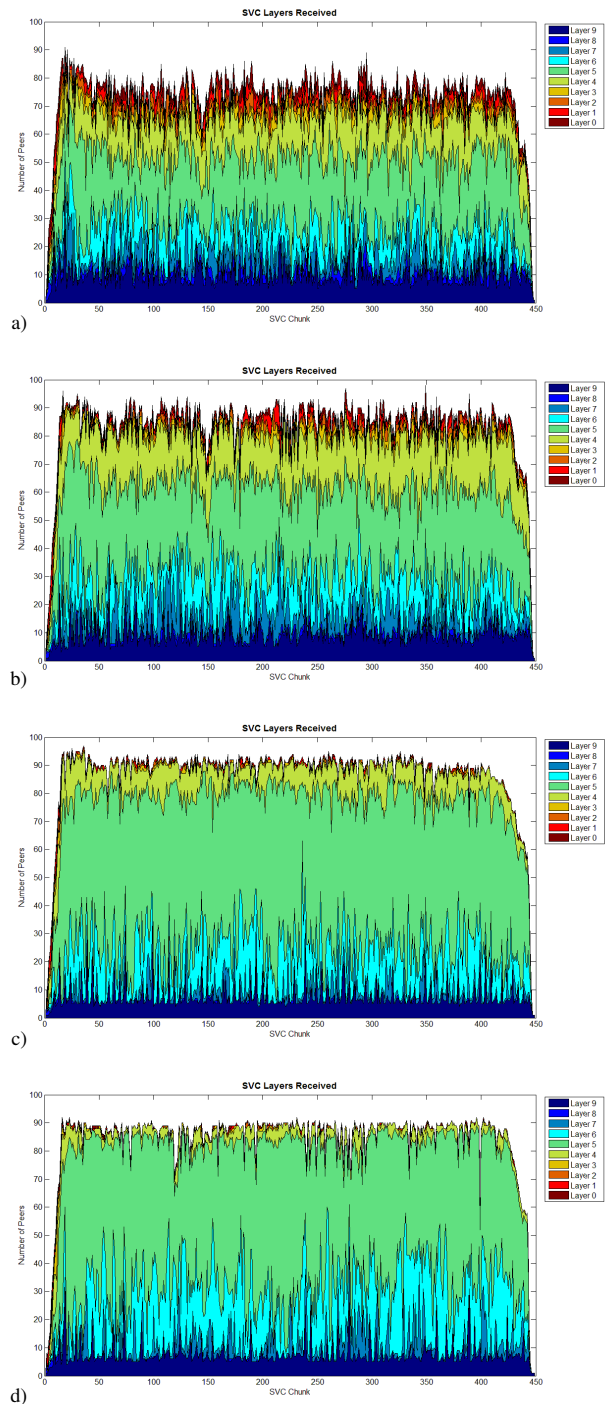 SVC Layers Received
100
90
80
70
60
50
40
30
20
10
0
Number of Peers
0 50 100 150 200 250 300 350 400 450
SVC Chunk
Layer 9
Layer 8
Layer 7
Layer 6
Layer 5
Layer 4
Layer 3
Layer 2
Layer 1
Layer 0
a)
SVC Layers Received
100
90
80
70
60
50
40
30
20
10
0
Number of Peers
0 50 100 150 200 250 300 350 400 450
SVC Chunk
Layer 9
Layer 8
Layer 7
Layer 6
Layer 5
Layer 4
Layer 3
Layer 2
Layer 1
Layer 0
b)
SVC Layers Received
100
90
80
70
60
50
40
30
20
10
0
Number of Peers
0 50 100 150 200 250 300 350 400 450
SVC Chunk
Layer 9
Layer 8
Layer 7
Layer 6
Layer 5
Layer 4
Layer 3
Layer 2
Layer 1
Layer 0
c)
SVC Layers Received
100
90
80
70
60
50
40
30
20
10
0
Number of Peers
0 50 100 150 200 250 300 350 400 450
SVC Chunk
Layer 9
Layer 8
Layer 7
Layer 6
Layer 5
Layer 4
Layer 3
Layer 2
Layer 1
Layer 0
d)